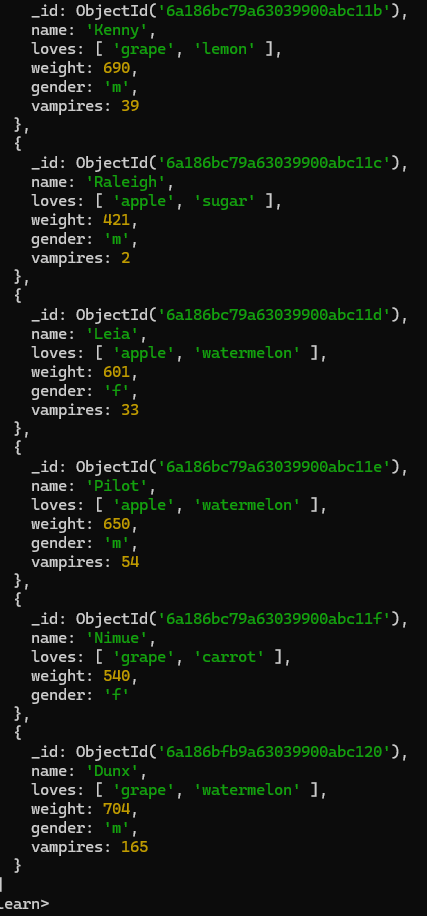 _id: ObjectId('6a186bc79a63039900abc11b'),
name: 'Kenny',
loves: [ 'grape', 'lemon' ],
weight: 690,
gender: 'm',
vampires: 39
},
{
_id: ObjectId('6a186bc79a63039900abc11c'),
name: 'Raleigh',
loves: [ 'apple', 'sugar' ],
weight: 421,
gender: 'm',
vampires: 2
},
{
_id: ObjectId('6a186bc79a63039900abc11d'),
name: 'Leia',
loves: [ 'apple', 'watermelon' ],
weight: 601,
gender: 'f',
vampires: 33
},
{
_id: ObjectId('6a186bc79a63039900abc11e'),
name: 'Pilot',
loves: [ 'apple', 'watermelon' ],
weight: 650,
gender: 'm',
vampires: 54
},
{
_id: ObjectId('6a186bc79a63039900abc11f'),
name: 'Nimue',
loves: [ 'grape', 'carrot' ],
weight: 540,
gender: 'f'
},
{
_id: ObjectId('6a186bfb9a63039900abc120'),
name: 'Dunx',
loves: [ 'grape', 'watermelon' ],
weight: 704,
gender: 'm',
vampires: 165
}
]
learn>